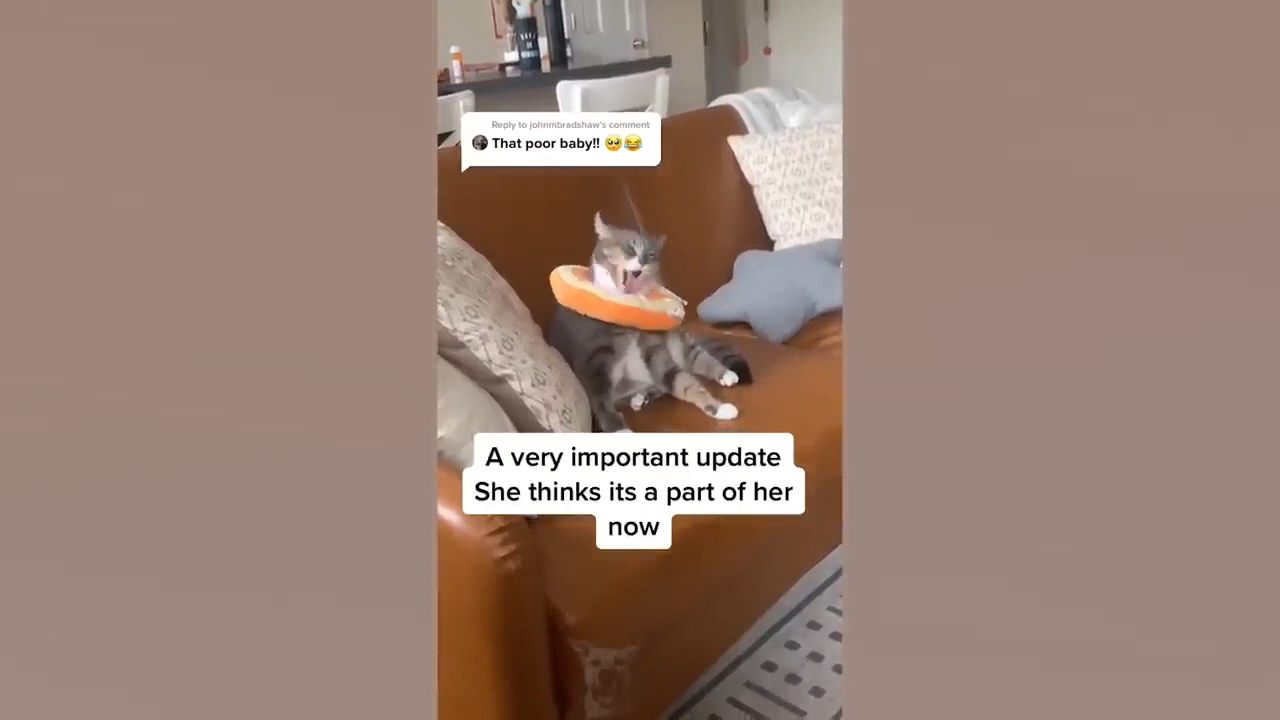 Reply to johnmbradshaw's comment
That poor baby!! 🥺😂
A very important update
She thinks its a part of her
now